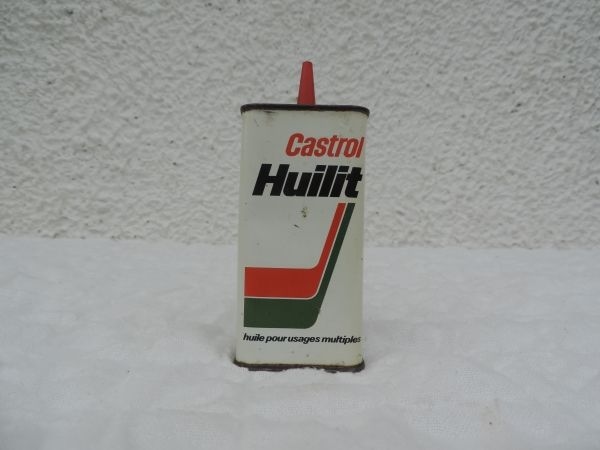 Castrol
Huilit
huile pour usages multiples